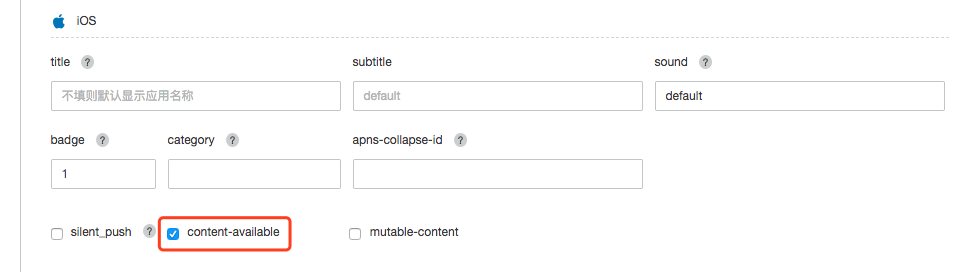 iOS
title ? subtitle sound ?
不填则默认显示应用名称 default default
badge ? category ? apns-collapse-id ?
1
silent_push ? content-available mutable-content